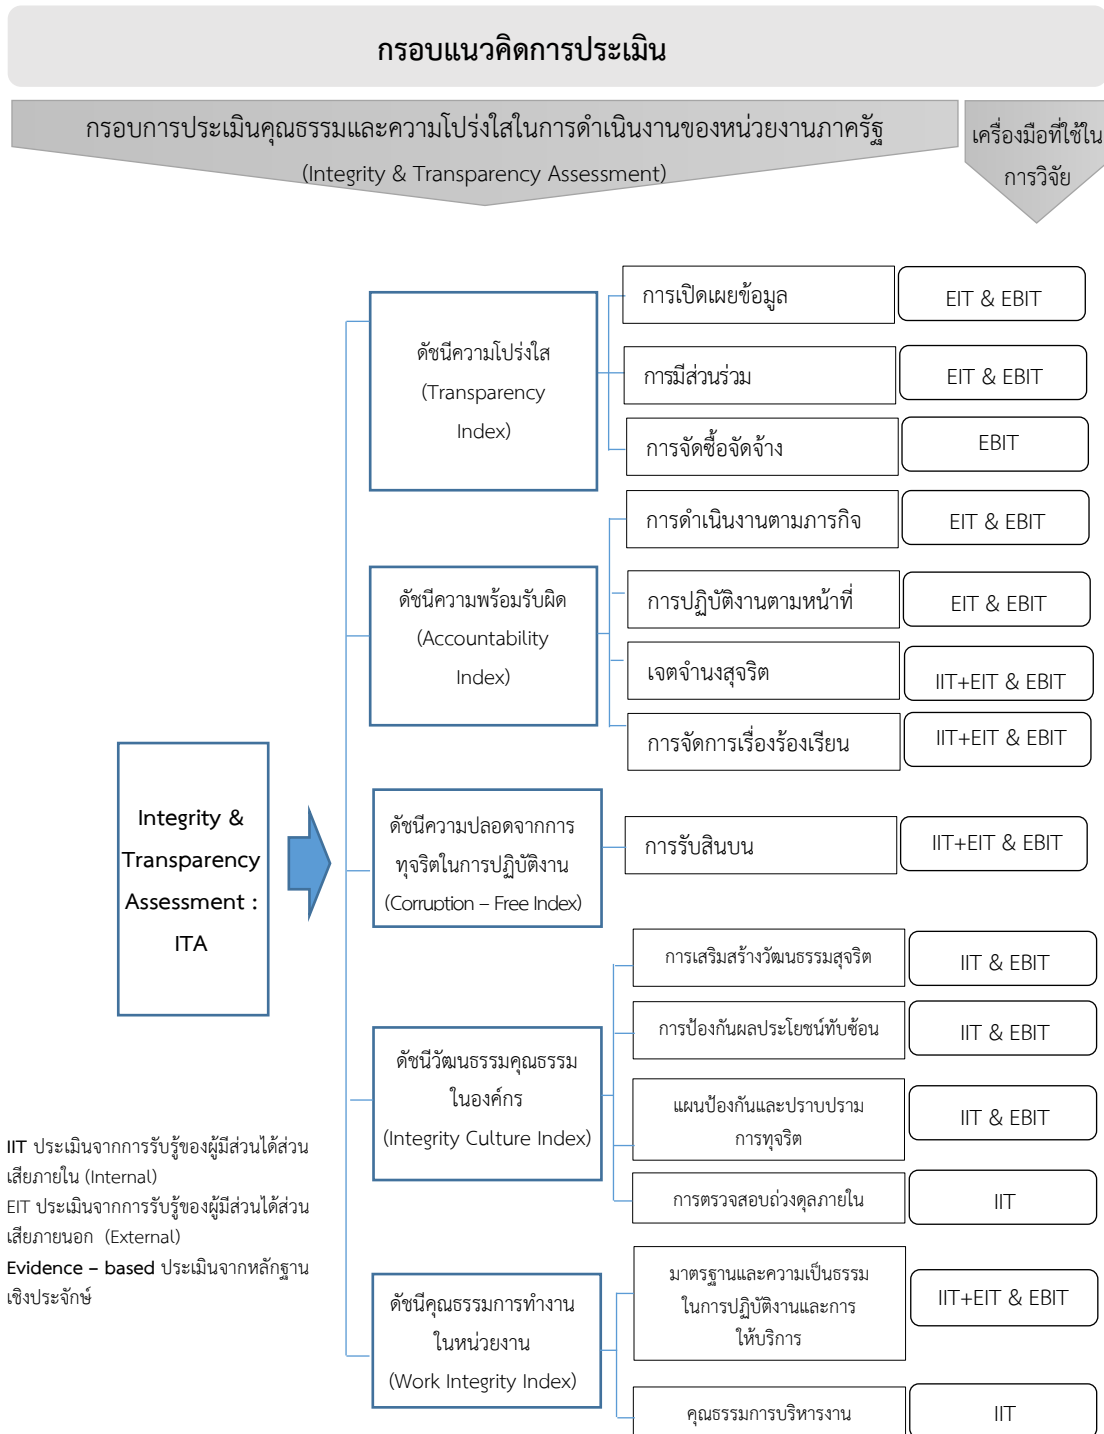 กรอบแนวคิดการประเมิน
กรอบการประเมินคุณธรรมและความโปร่งใสในการดำเนินงานของหน่วยงานภาครัฐ
(Integrity & Transparency Assessment)
เครื่องมือที่ใช้ใน
การวิจัย
Integrity &
Transparency
Assessment :
ITA
ดัชนีความโปร่งใส
(Transparency
Index)
การเปิดเผยข้อมูล
EIT & EBIT
การมีส่วนร่วม
EIT & EBIT
การจัดซื้อจัดจ้าง
EBIT
ดัชนีความพร้อมรับผิด
(Accountability
Index)
การดำเนินงานตามภารกิจ
EIT & EBIT
การปฏิบัติงานตามหน้าที่
EIT & EBIT
เจตจำนงสุจริต
IIT+EIT & EBIT
การจัดการเรื่องร้องเรียน
IIT+EIT & EBIT
ดัชนีความปลอดจากการ
ทุจริตในการปฏิบัติงาน
(Corruption – Free Index)
การรับสินบน
IIT+EIT & EBIT
ดัชนีวัฒนธรรมคุณธรรม
ในองค์กร
(Integrity Culture Index)
การเสริมสร้างวัฒนธรรมสุจริต
IIT & EBIT
การป้องกันผลประโยชน์ทับซ้อน
IIT & EBIT
แผนป้องกันและปราบปราม
การทุจริต
IIT & EBIT
การตรวจสอบถ่วงดุลภายใน
IIT
ดัชนีคุณธรรมการทำงาน
ในหน่วยงาน
(Work Integrity Index)
มาตรฐานและความเป็นธรรม
ในการปฏิบัติงานและการ
ให้บริการ
IIT+EIT & EBIT
คุณธรรมการบริหารงาน
IIT
IIT ประเมินจากการรับรู้ของผู้มีส่วนได้ส่วน
เสียภายใน (Internal)
EIT ประเมินจากการรับรู้ของผู้มีส่วนได้ส่วน
เสียภายนอก (External)
Evidence – based ประเมินจากหลักฐาน
เชิงประจักษ์